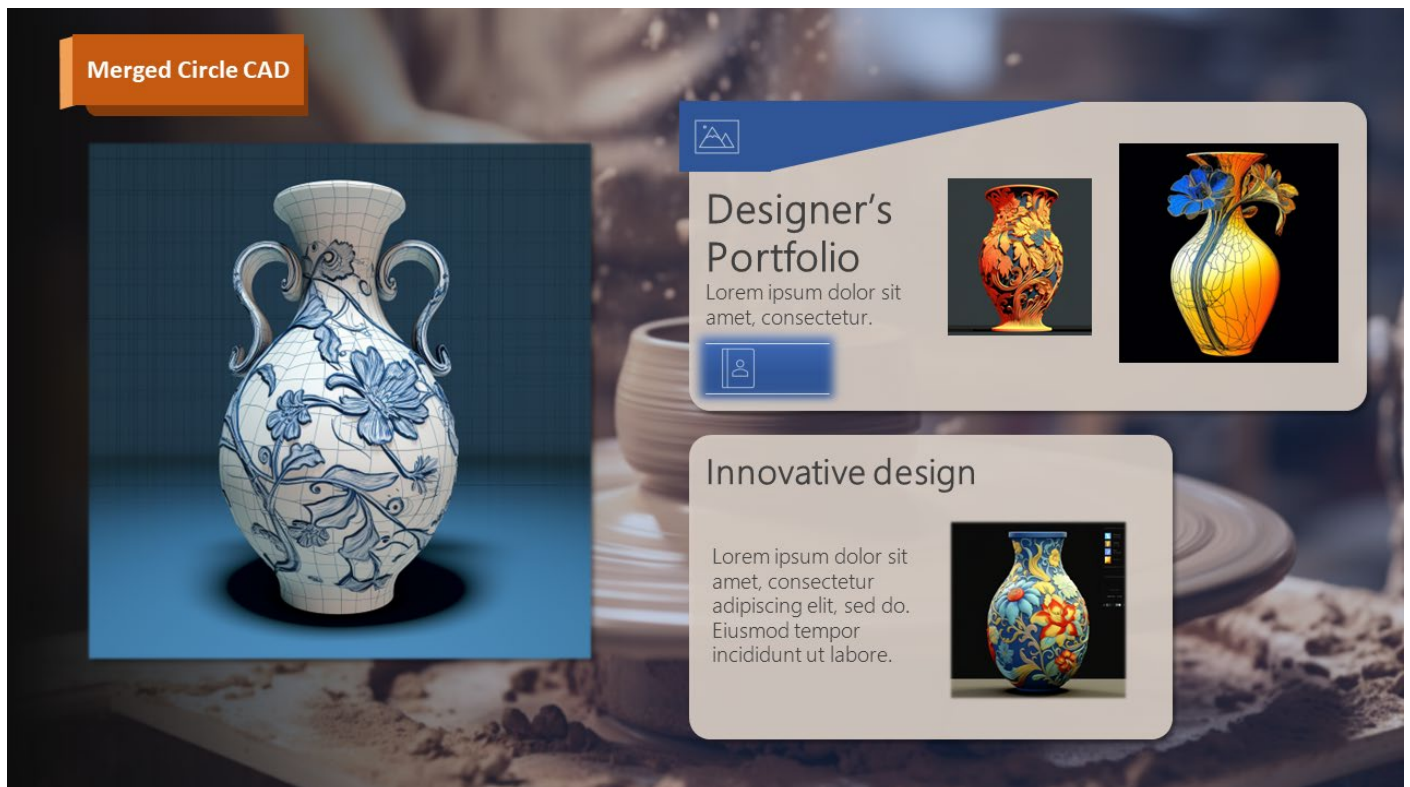 Merged Circle CAD
Designer’s
Portfolio
Lorem ipsum dolor sit
amet, consectetur.
Innovative design
Lorem ipsum dolor sit
amet, consectetur
adipiscing elit, sed do.
Eiusmod tempor
incididunt ut labore.